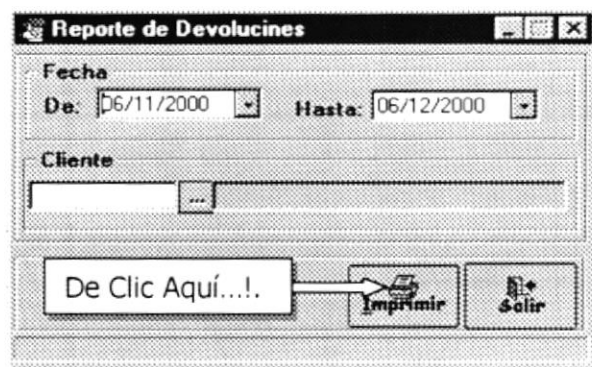 Reporte de Devolucines
Fecha
De: 06/11/2000 Hasta: 06/12/2000
Cliente
...
De Clic Aquí...!.
Imprimir Salir